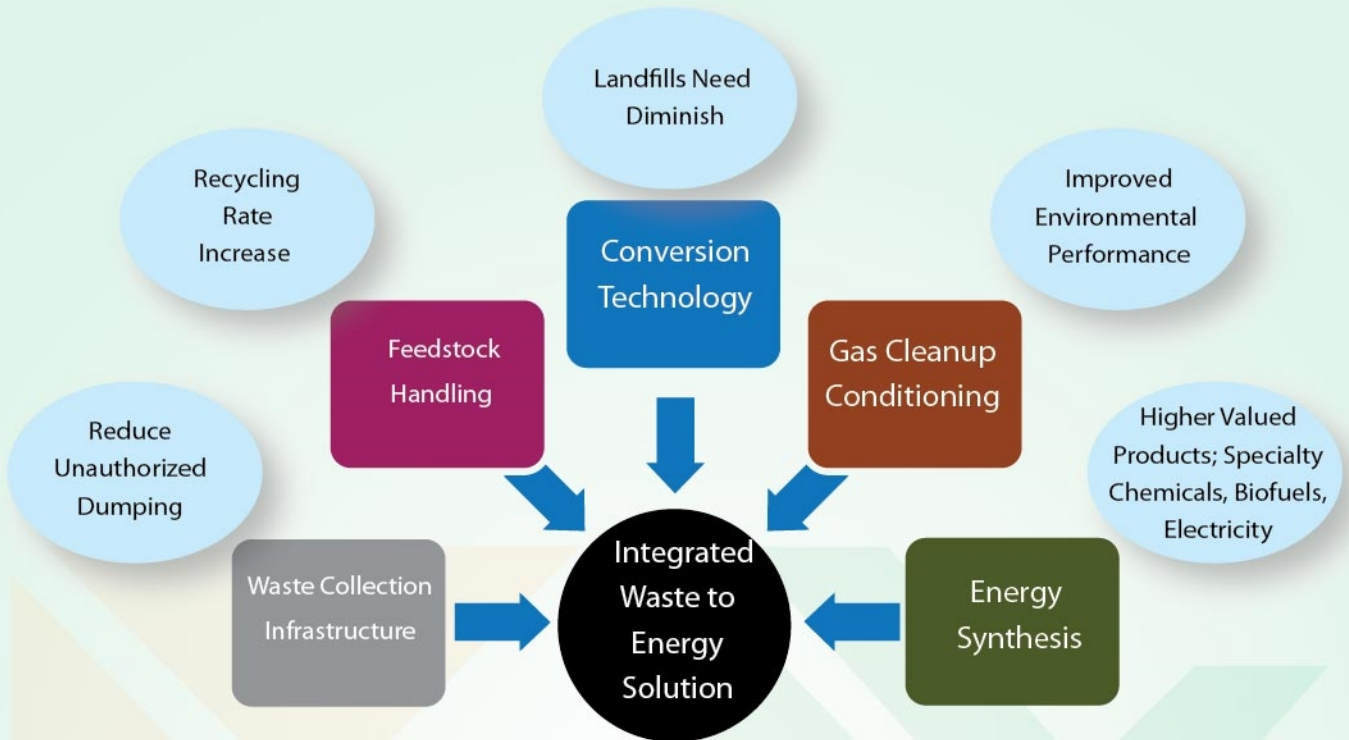 Landfills Need
Diminish
Recycling
Rate
Increase
Improved
Environmental
Performance
Conversion
Technology
Feedstock
Handling
Gas Cleanup
Conditioning
Reduce
Unauthorized
Dumping
Higher Valued
Products; Specialty
Chemicals, Biofuels,
Electricity
Waste Collection
Infrastructure
Integrated
Waste to
Energy
Solution
Energy
Synthesis